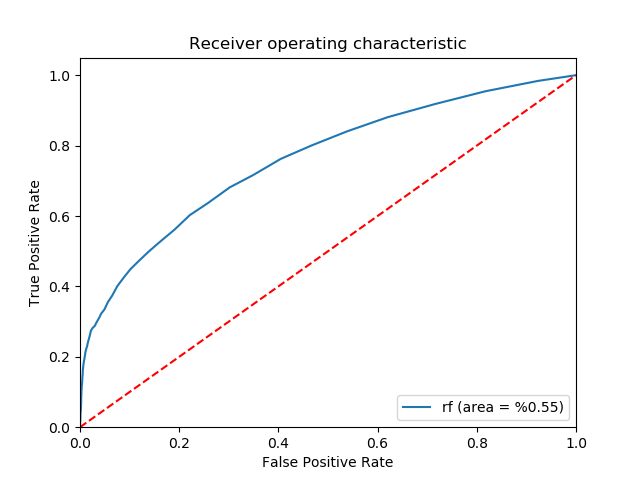 Receiver operating characteristic
True Positive Rate
1.0
0.8
0.6
0.4
0.2
0.0
rf (area = %0.55)
0.0 0.2 0.4 0.6 0.8 1.0
False Positive Rate